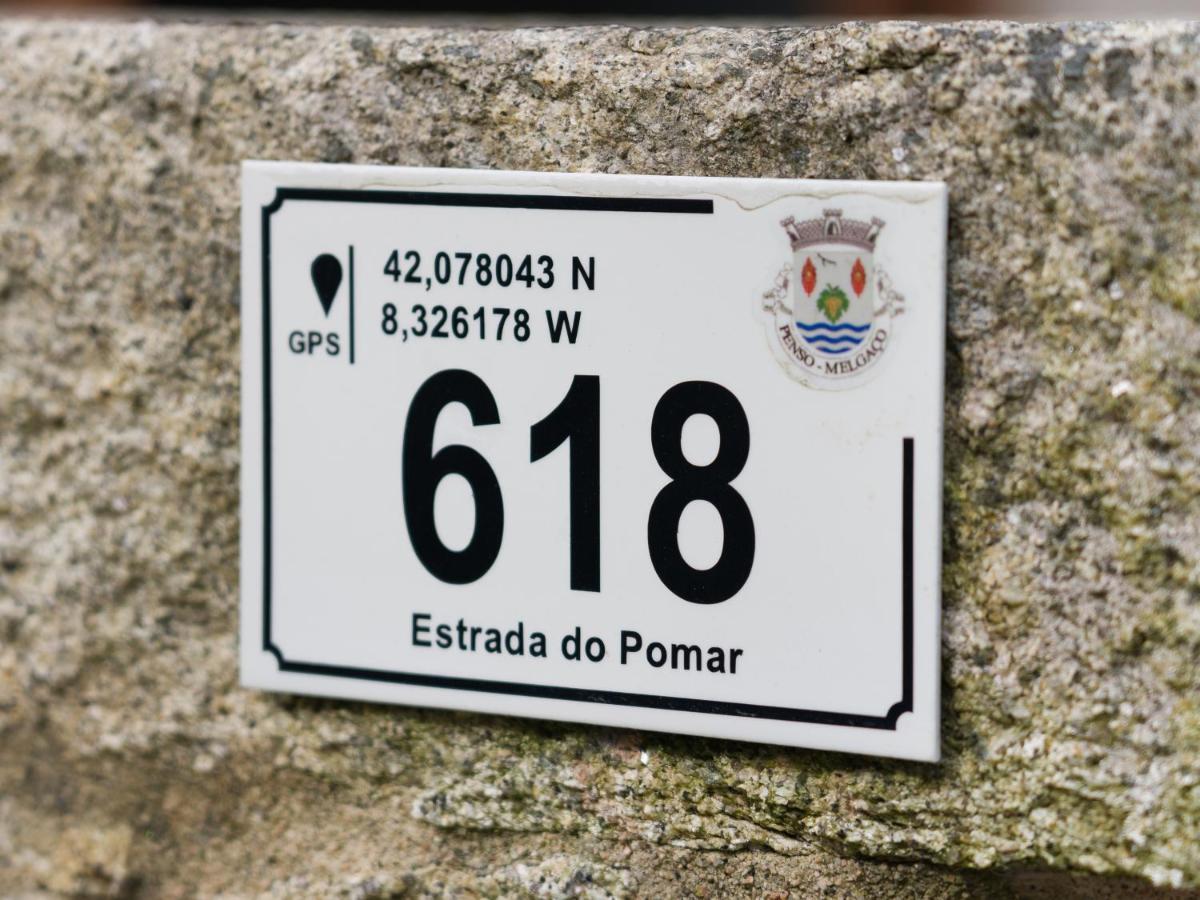 42,078043 N
8,326178 W
GPS
PENSO - MELGAÇO
618
Estrada do Pomar